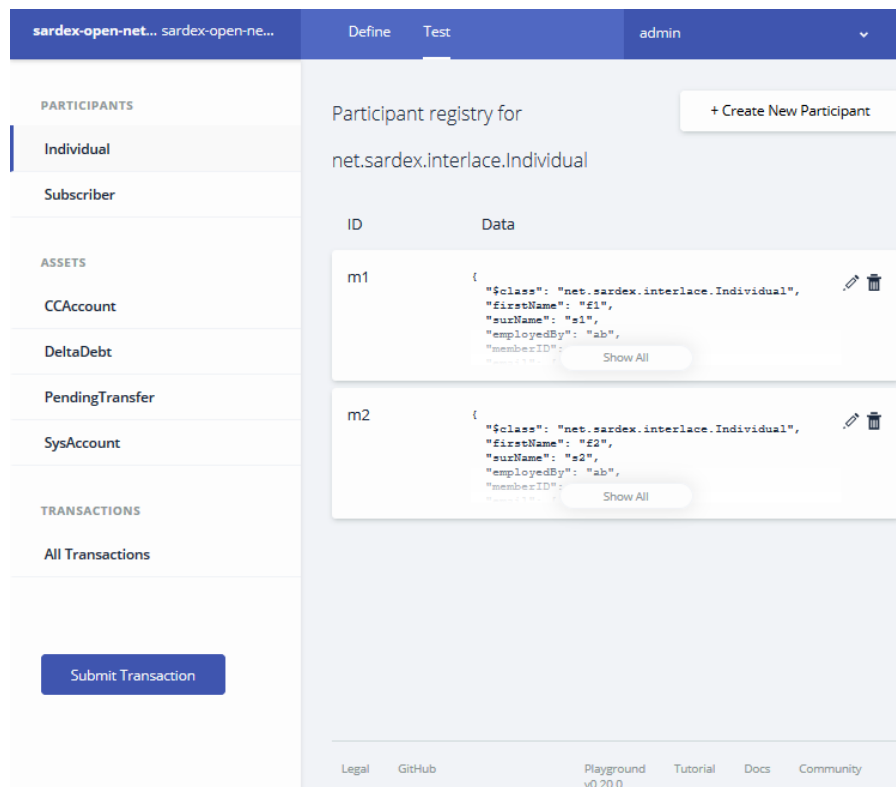 sardex-open-net... sardex-open-ne...
Define Test
admin
PARTICIPANTS
Individual
Subscriber
ASSETS
CCAccount
DeltaDebt
PendingTransfer
SysAccount
TRANSACTIONS
All Transactions
Submit Transaction
Participant registry for
net.sardex.interlace.Individual
+ Create New Participant
ID Data
m1
{
"$class": "net.sardex.interlace.Individual",
"firstName": "f1",
"surName": "s1",
"employedBy": "ab",
"memberID":
Show All
m2
{
"$class": "net.sardex.interlace.Individual",
"firstName": "f2",
"surName": "s2",
"employedBy": "ab",
"memberID":
Show All
Legal GitHub Playground Tutorial Docs Community
v0.20.0